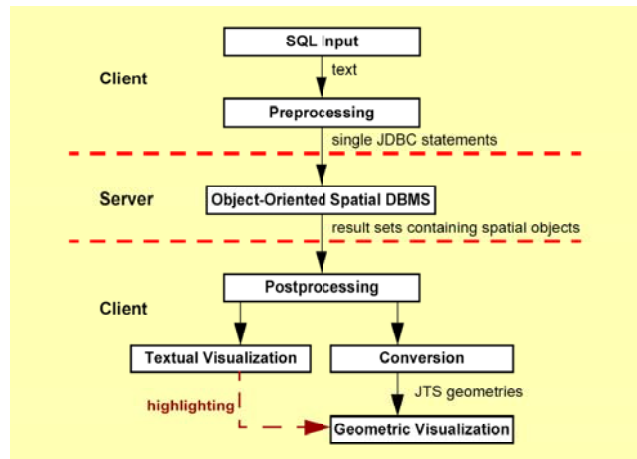 SQL Input
text
Client
Preprocessing
single JDBC statements
Server
Object-Oriented Spatial DBMS
result sets containing spatial objects
Postprocessing
Client
Textual Visualization
Conversion
highlighting
JTS geometries
Geometric Visualization